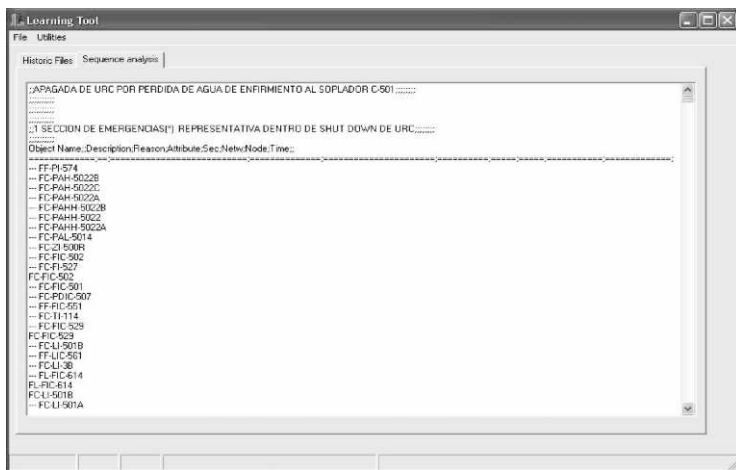 Learning Tool
File Utilities
Historic Files Sequence analysis
;;APAGADA DE URC POR PERDIDA DE AGUA DE ENFIRMIENTO AL SOPLADOR C-501;;;;;;;;
;;;;;;;;;;
;;;;;;;;;;
;;;;;;;;;;
;;1 SECCION DE EMERGENCIAS(*) REPRESENTATIVA DENTRO DE SHUT DOWN DE URC;;;;;;;;
;;;;;;;;;;
Object Name;;Description;Reason;Attribute;Sec;Netw;Node;Time;;
--- FF-PI-574
--- FC-PAH-5022B
--- FC-PAH-5022C
--- FC-PAH-5022A
--- FC-PAHH-5022B
--- FC-PAHH-5022
--- FC-PAHH-5022A
--- FC-PAL-5014
--- FC-ZI-500R
--- FC-FIC-502
--- FC-FI-527
FC-FIC-502
--- FC-FIC-501
--- FC-PDIC-507
--- FF-FIC-551
--- FC-TI-114
--- FC-FIC-529
FC-FIC-529
--- FC-LI-501B
--- FF-LIC-561
--- FC-LI-3B
--- FL-FIC-614
FL-FIC-614
FC-LI-501B
--- FC-LI-501A